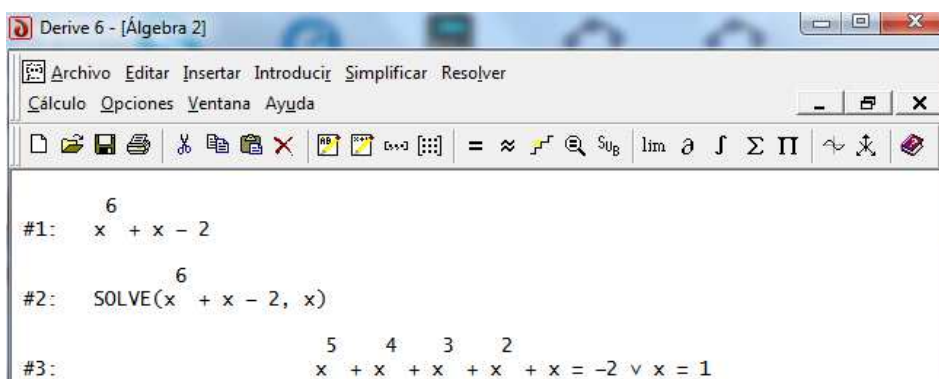 Derive 6 - [Álgebra 2]
Archivo Editar Insertar Introducir Simplificar Resolver
Cálculo Opciones Ventana Ayuda
= ≈ SUB lim ∂ ∫ Σ Π
6
#1: x + x - 2
6
#2: SOLVE(x + x - 2, x)
5 4 3 2
#3: x + x + x + x + x = -2 ∨ x = 1